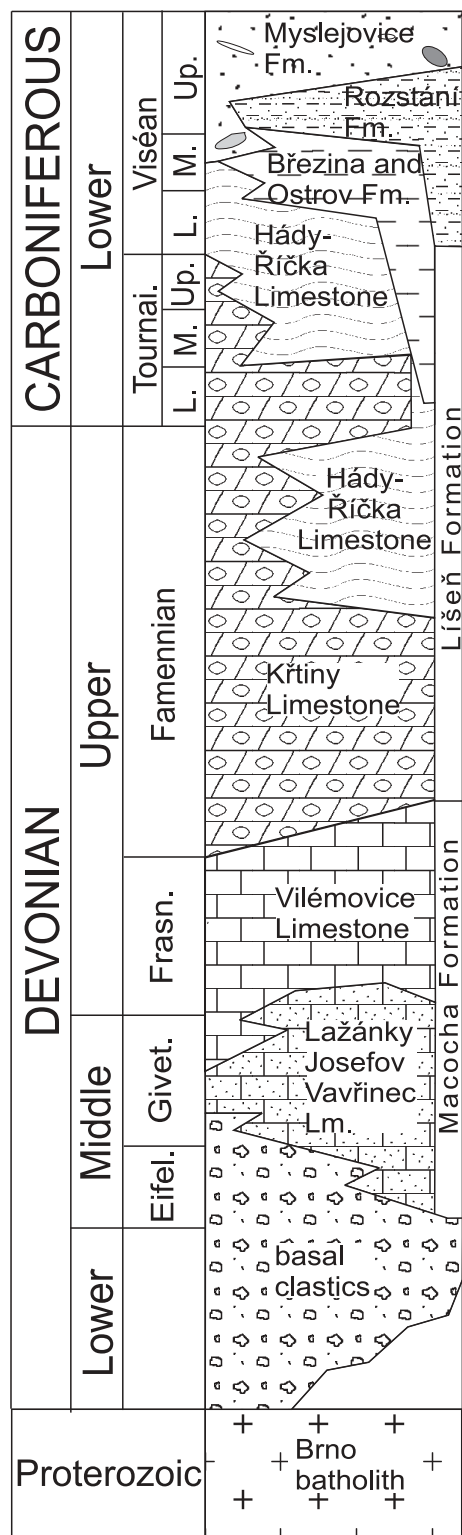 CARBONIFEROUS
Lower
Viséan
Up.
M.
L.
Tournai.
Up.
M.
L.
DEVONIAN
Upper
Famennian
Frasn.
Middle
Givet.
Eifel.
Lower
Proterozoic
Myslejovice
Fm.
Rozstání
Fm.
Březina and
Ostrov Fm.
Hády-
Říčka
Limestone
Hády-
Říčka
Limestone
Křtiny
Limestone
Vilémovice
Limestone
Lažánky
Josefov
Vavřinec
Lm.
basal
clastics
Brno
batholith
Líšeň Formation
Macocha Formation